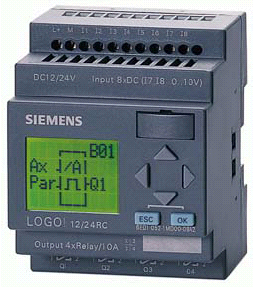 L+ M I1 I2 I3 I4 I5 I6 I7 I8
DC12/24V Input 8xDC (I7,I8 0..10V)
SIEMENS
B01
Ax /A
Par Q1
ESC OK
LOGO! 12/24RC
Output 4xRelay/10A
Q1 Q2 Q3 Q4